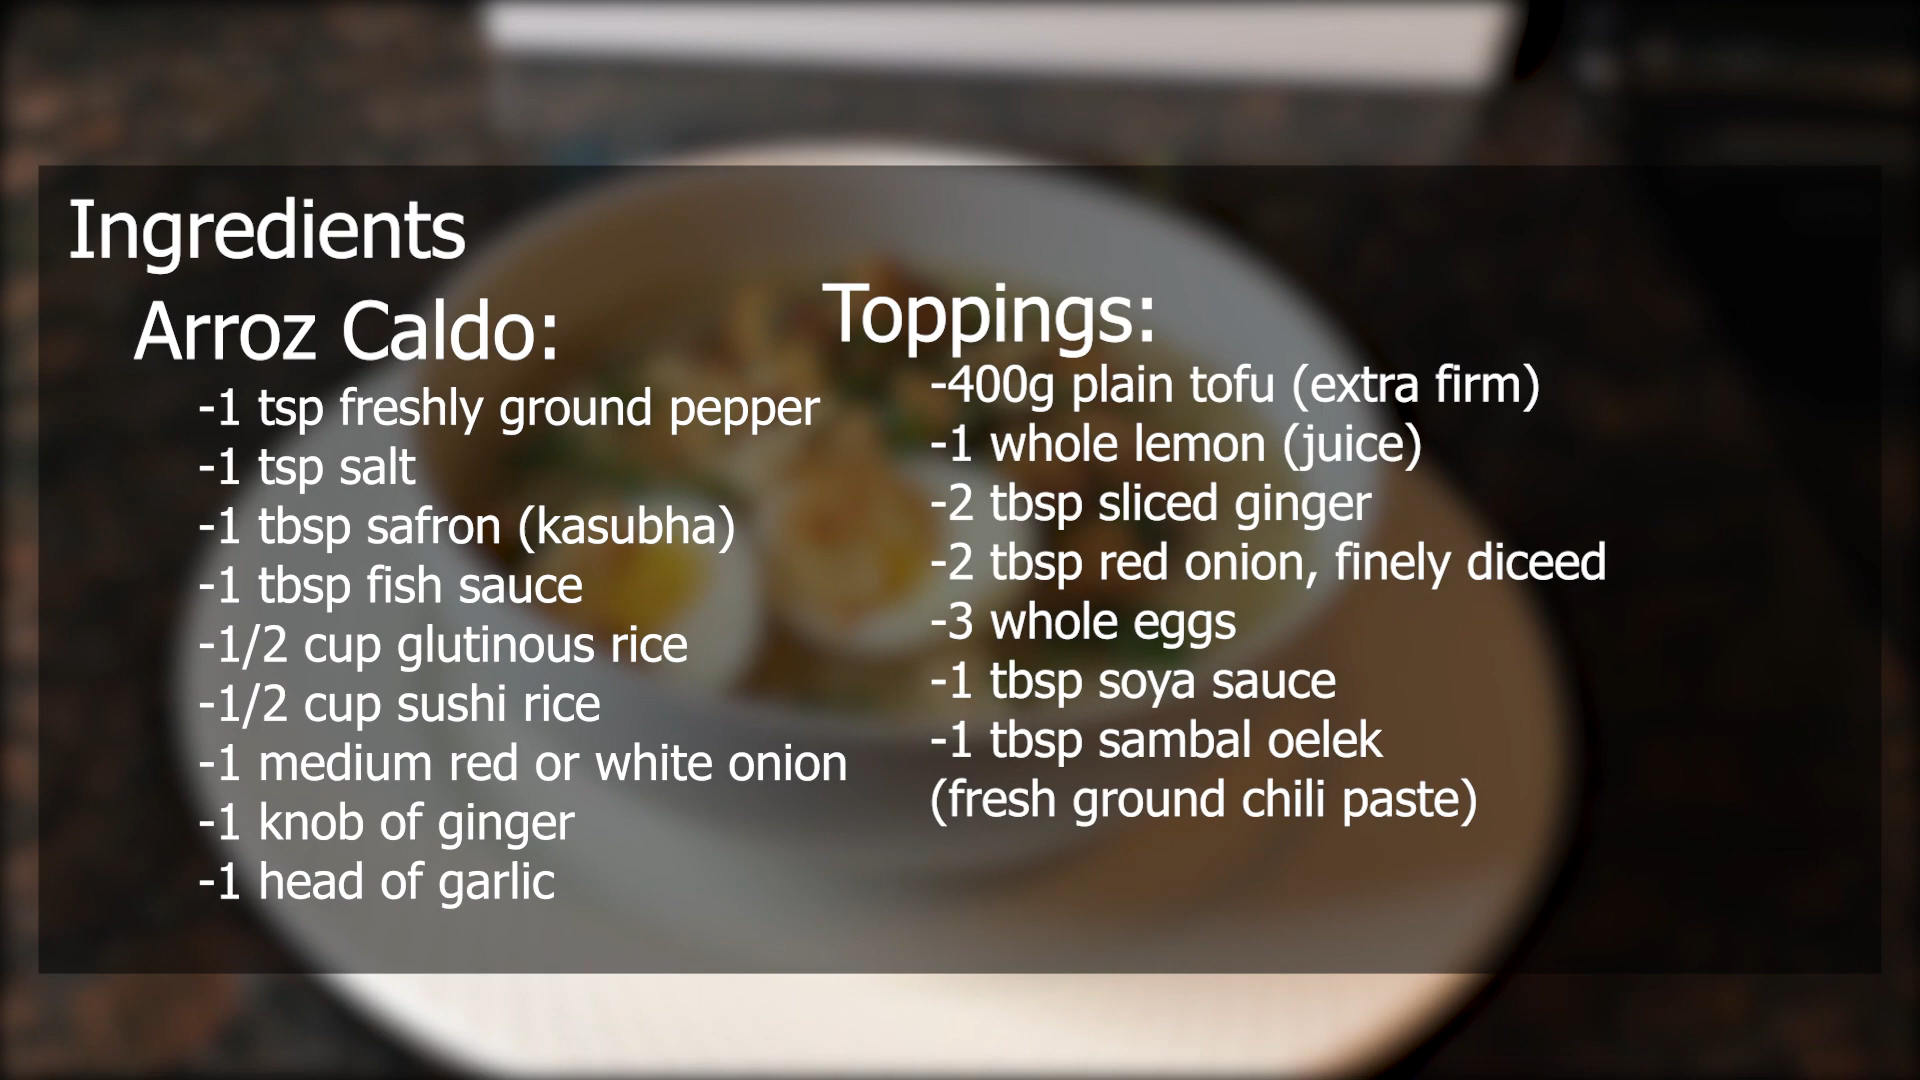 Ingredients
Arroz Caldo:
-1 tsp freshly ground pepper
-1 tsp salt
-1 tbsp safron (kasubha)
-1 tbsp fish sauce
-1/2 cup glutinous rice
-1/2 cup sushi rice
-1 medium red or white onion
-1 knob of ginger
-1 head of garlic
Toppings:
-400g plain tofu (extra firm)
-1 whole lemon (juice)
-2 tbsp sliced ginger
-2 tbsp red onion, finely diceed
-3 whole eggs
-1 tbsp soya sauce
-1 tbsp sambal oelek
(fresh ground chili paste)